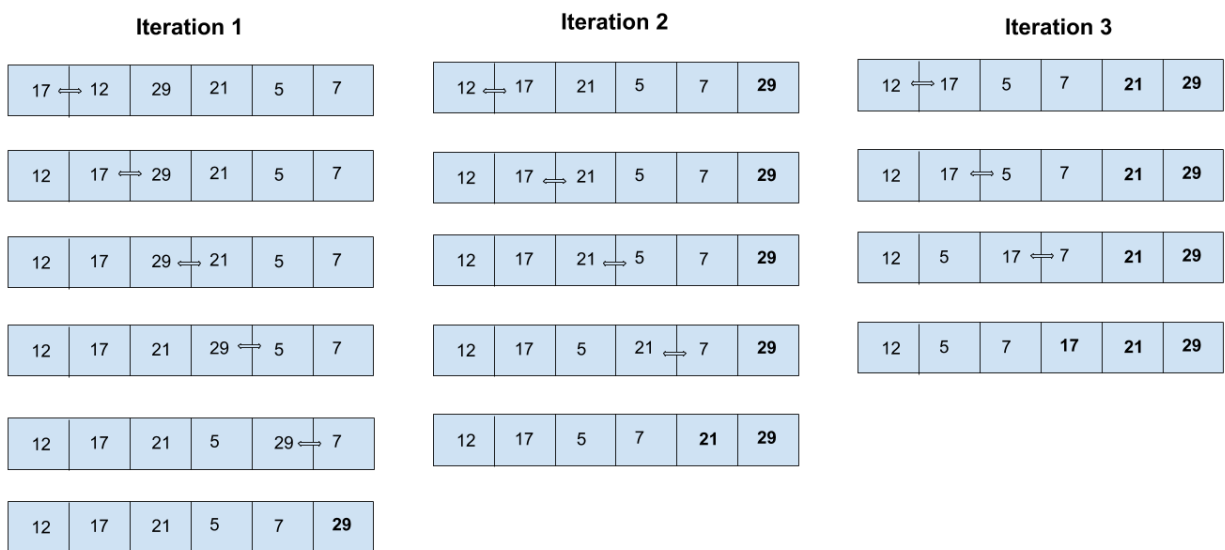 Iteration 1
17 12 29 21 5 7
12 17 29 21 5 7
12 17 29 21 5 7
12 17 21 29 5 7
12 17 21 5 29 7
12 17 21 5 7 29
Iteration 2
12 17 21 5 7 29
12 17 21 5 7 29
12 17 21 5 7 29
12 17 5 21 7 29
12 17 5 7 21 29
Iteration 3
12 17 5 7 21 29
12 17 5 7 21 29
12 5 17 7 21 29
12 5 7 17 21 29